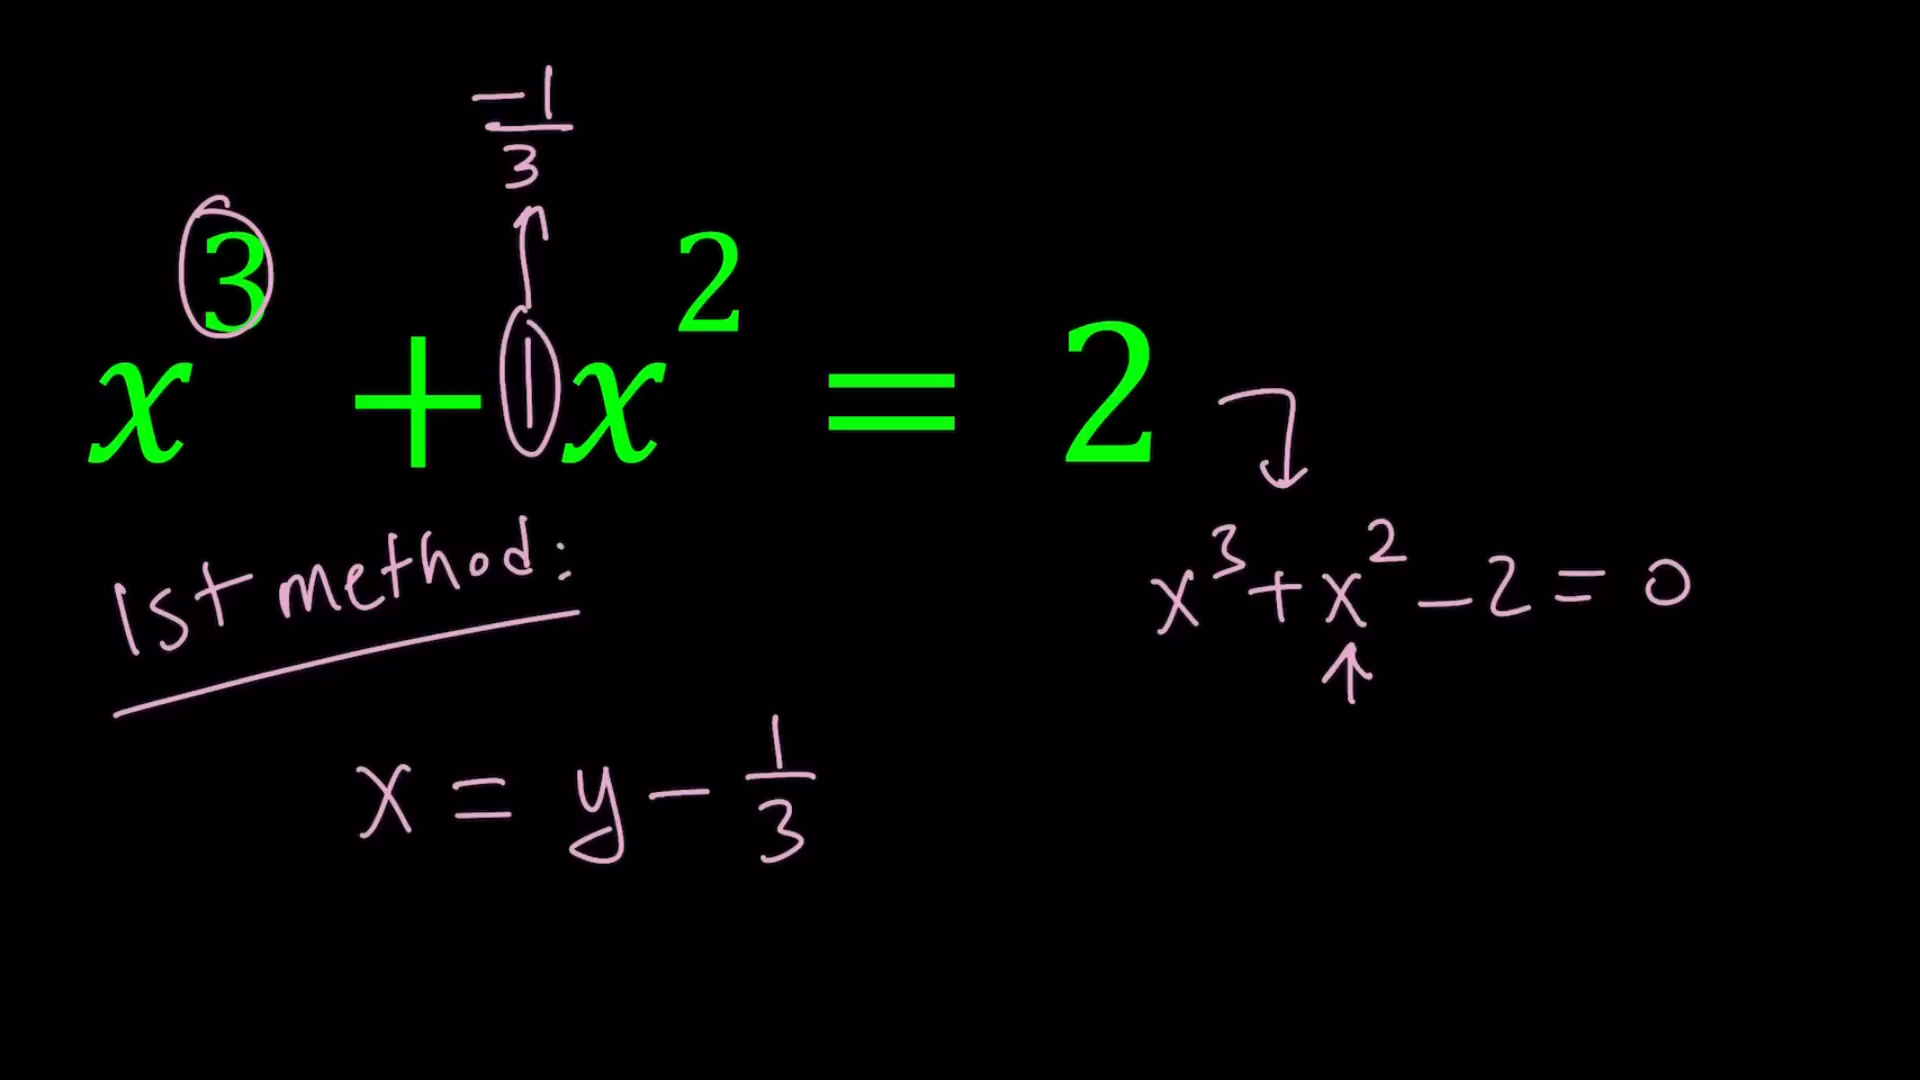 -1/3
x³ + 1x² = 2
1st method:
x³ + x² - 2 = 0
x = y - 1/3